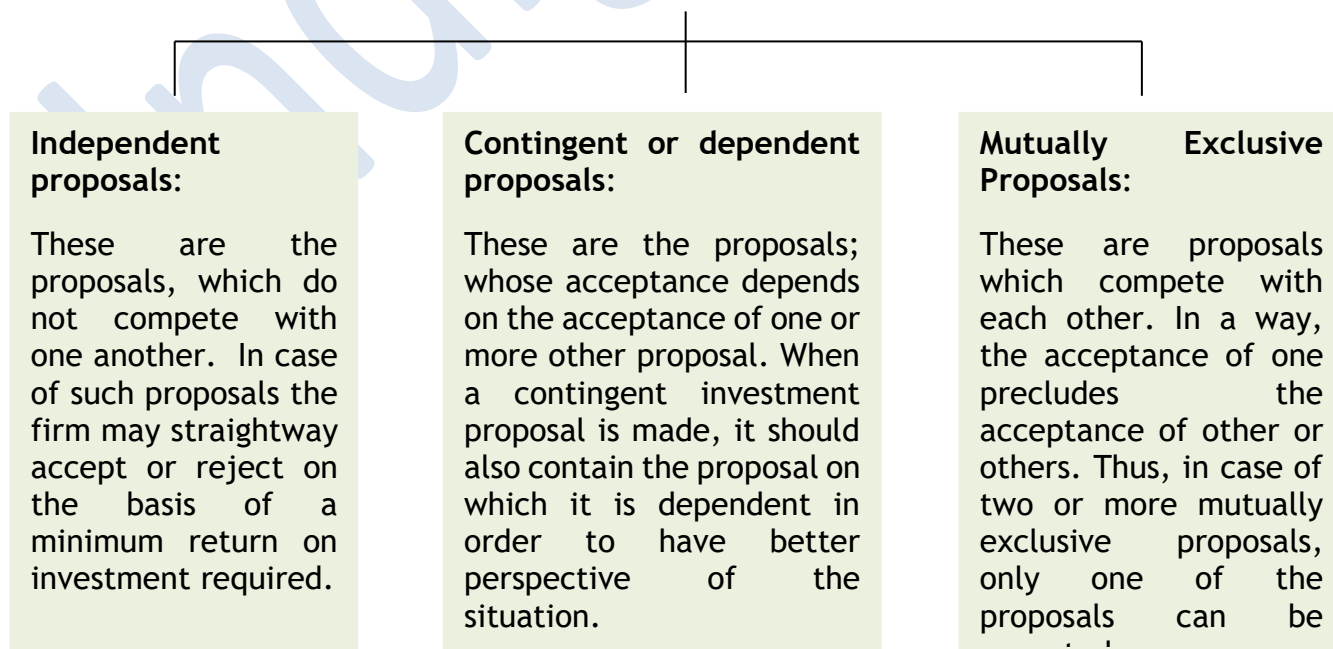 Independent
proposals:
These are the
proposals, which do
not compete with
one another. In case
of such proposals the
firm may straightway
accept or reject on
the basis of a
minimum return on
investment required.
Contingent or dependent
proposals:
These are the proposals;
whose acceptance depends
on the acceptance of one or
more other proposal. When
a contingent investment
proposal is made, it should
also contain the proposal on
which it is dependent in
order to have better
perspective of the
situation.
Mutually Exclusive
Proposals:
These are proposals
which compete with
each other. In a way,
the acceptance of one
precludes the
acceptance of other or
others. Thus, in case of
two or more mutually
exclusive proposals,
only one of the
proposals can be